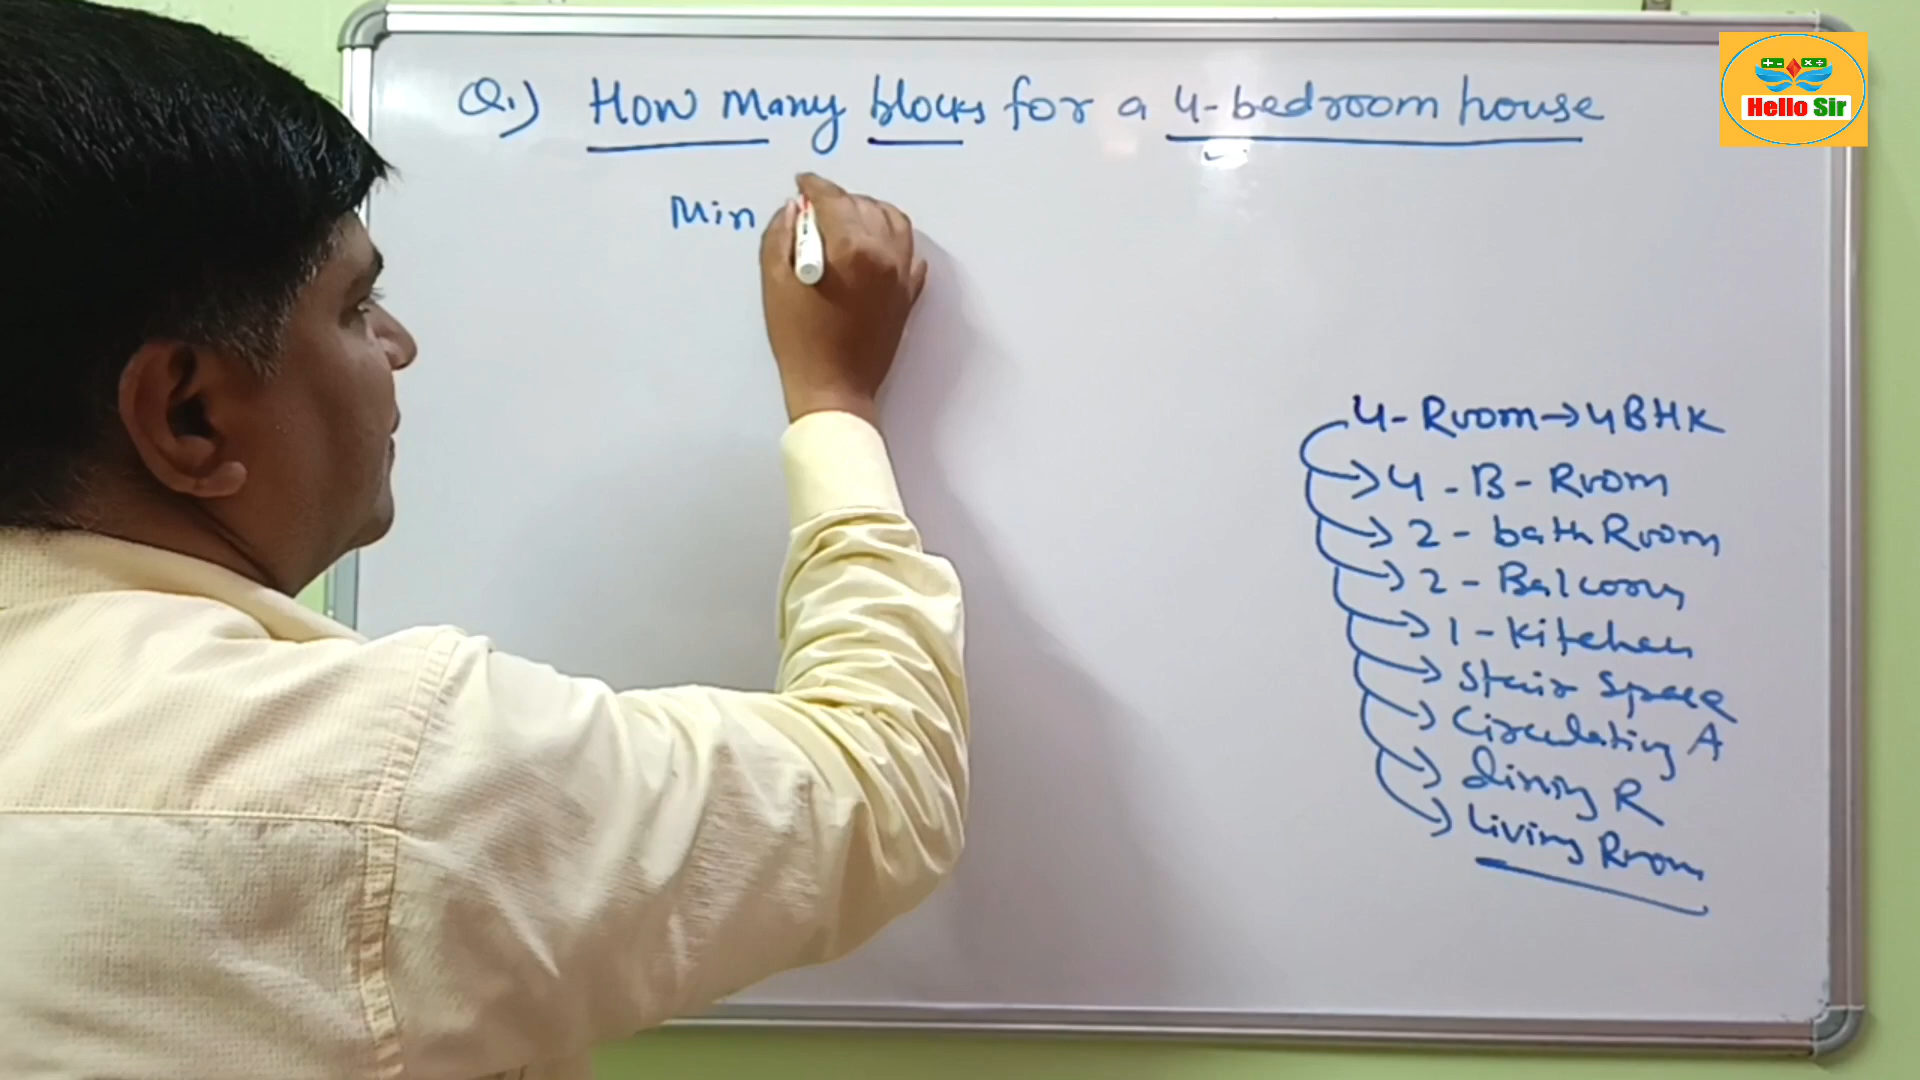 Q.) How Many blocks for a 4-bedroom house
+ - × ÷
Hello Sir
Min
4-Room→4BHK
→4-B-Room
→2-bathRoom
→2-Balcony
→1-Kitchen
→Stair Space
→Circulating A
→dining R
→Living Room